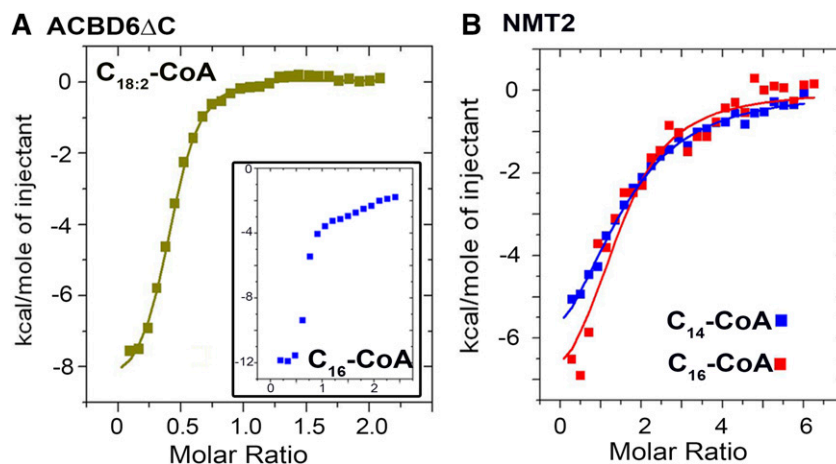 A ACBD6ΔC
C18:2-CoA
kcal/mole of injectant
0
-2
-4
-6
-8
0
0.5
1.0
1.5
2.0
Molar Ratio
0
-4
-8
-12
0
1
2
C16-CoA
B NMT2
kcal/mole of injectant
0
-2
-4
-6
0
2
4
6
Molar Ratio
C14-CoA
C16-CoA